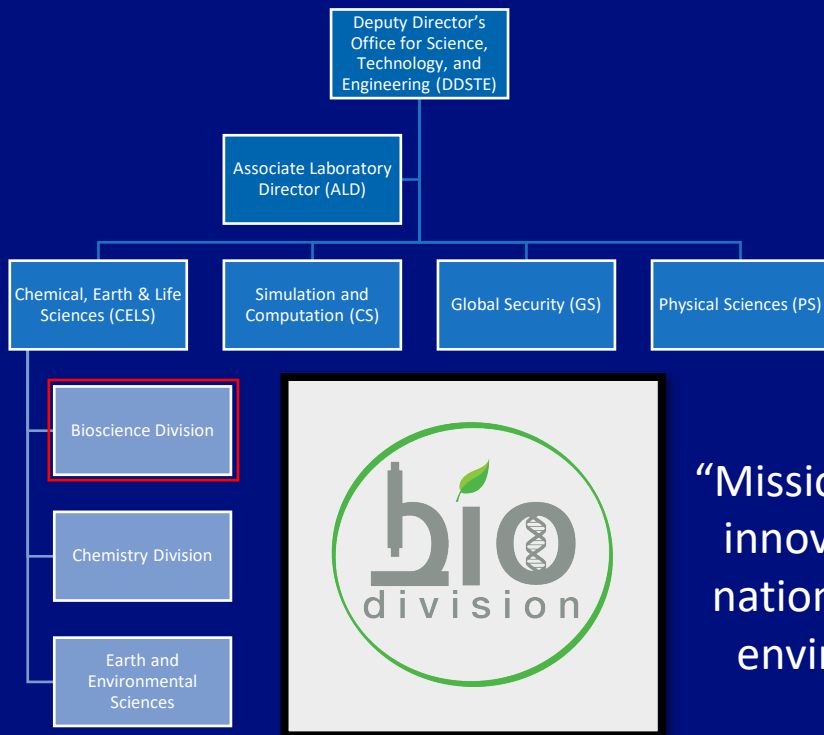 Deputy Director’s
Office for Science,
Technology, and
Engineering (DDSTE)
Associate Laboratory
Director (ALD)
Chemical, Earth & Life
Sciences (CELS)
Simulation and
Computation (CS)
Global Security (GS)
Physical Sciences (PS)
Bioscience Division
Chemistry Division
Earth and
Environmental
Sciences
bio
division
“Missio
innov
nation
envir